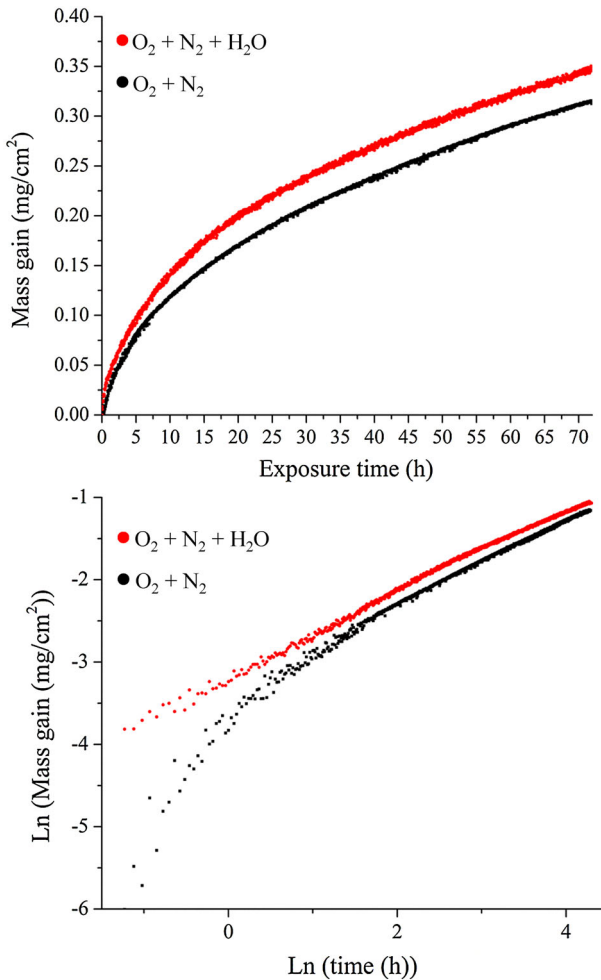 O₂ + N₂ + H₂O
O₂ + N₂
0.40
0.35
0.30
0.25
0.20
0.15
0.10
0.05
0.00
Mass gain (mg/cm²)
0 5 10 15 20 25 30 35 40 45 50 55 60 65 70
Exposure time (h)
O₂ + N₂ + H₂O
O₂ + N₂
-1
-2
-3
-4
-5
-6
Ln (Mass gain (mg/cm²))
0 2 4
Ln (time (h))